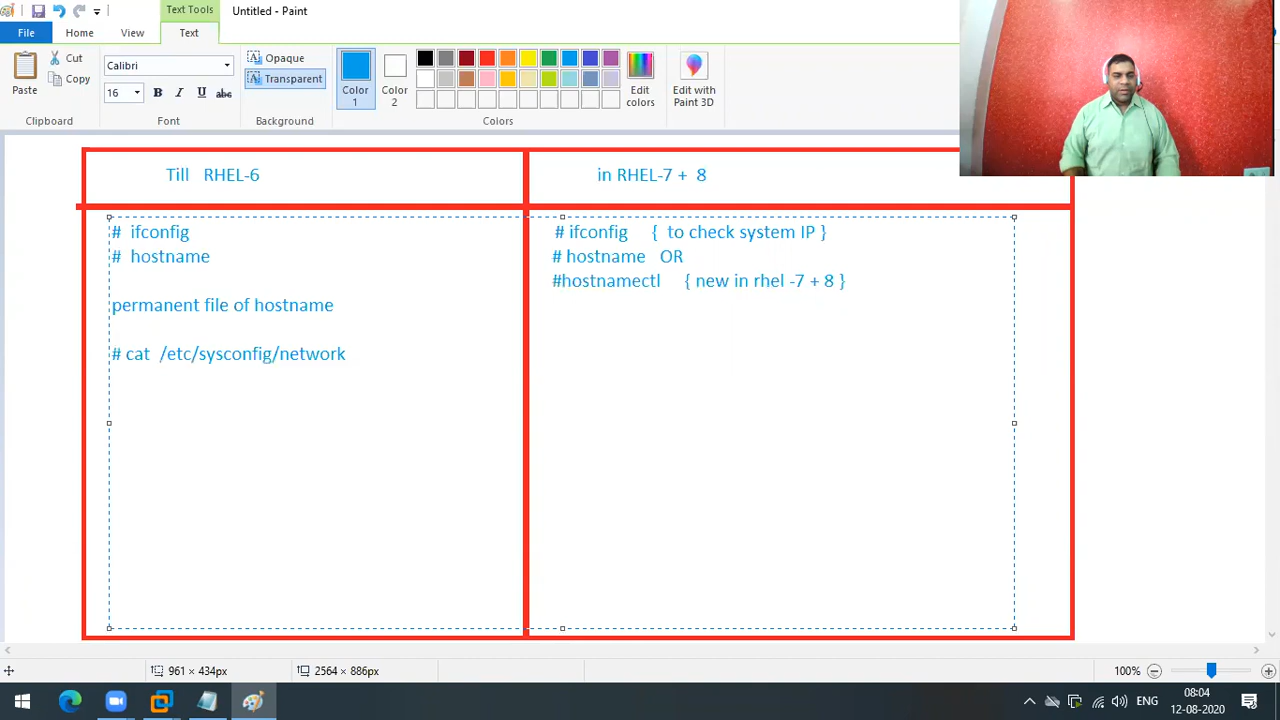 Text Tools
Untitled - Paint
File
Home
View
Text
Paste
Cut
Copy
Clipboard
Calibri
16
B
I
U
abc
Font
Opaque
Transparent
Background
Color
1
Color
2
Edit
colors
Edit with
Paint 3D
Colors
Till RHEL-6
in RHEL-7 + 8
# ifconfig
# hostname
permanent file of hostname
# cat /etc/sysconfig/network
# ifconfig { to check system IP }
# hostname OR
#hostnamectl { new in rhel -7 + 8 }
961 × 434px
2564 × 886px
100%
ENG
08:04
12-08-2020